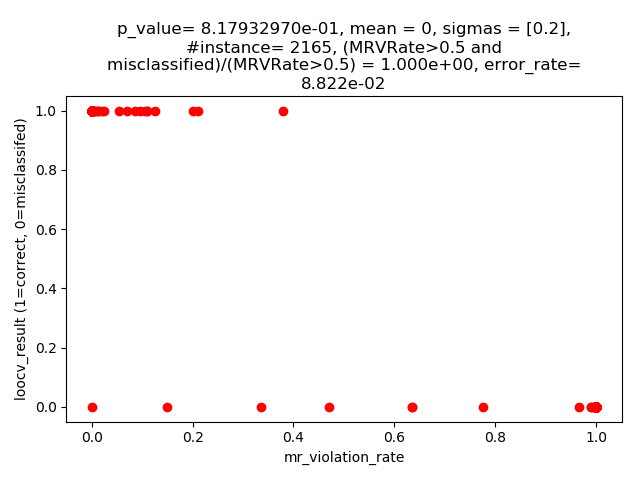 p_value= 8.17932970e-01, mean = 0, sigmas = [0.2],
#instance= 2165, (MRVRate>0.5 and
misclassified)/(MRVRate>0.5) = 1.000e+00, error_rate=
8.822e-02
loocv_result (1=correct, 0=misclassifed)
1.0
0.8
0.6
0.4
0.2
0.0
0.0 0.2 0.4 0.6 0.8 1.0
mr_violation_rate